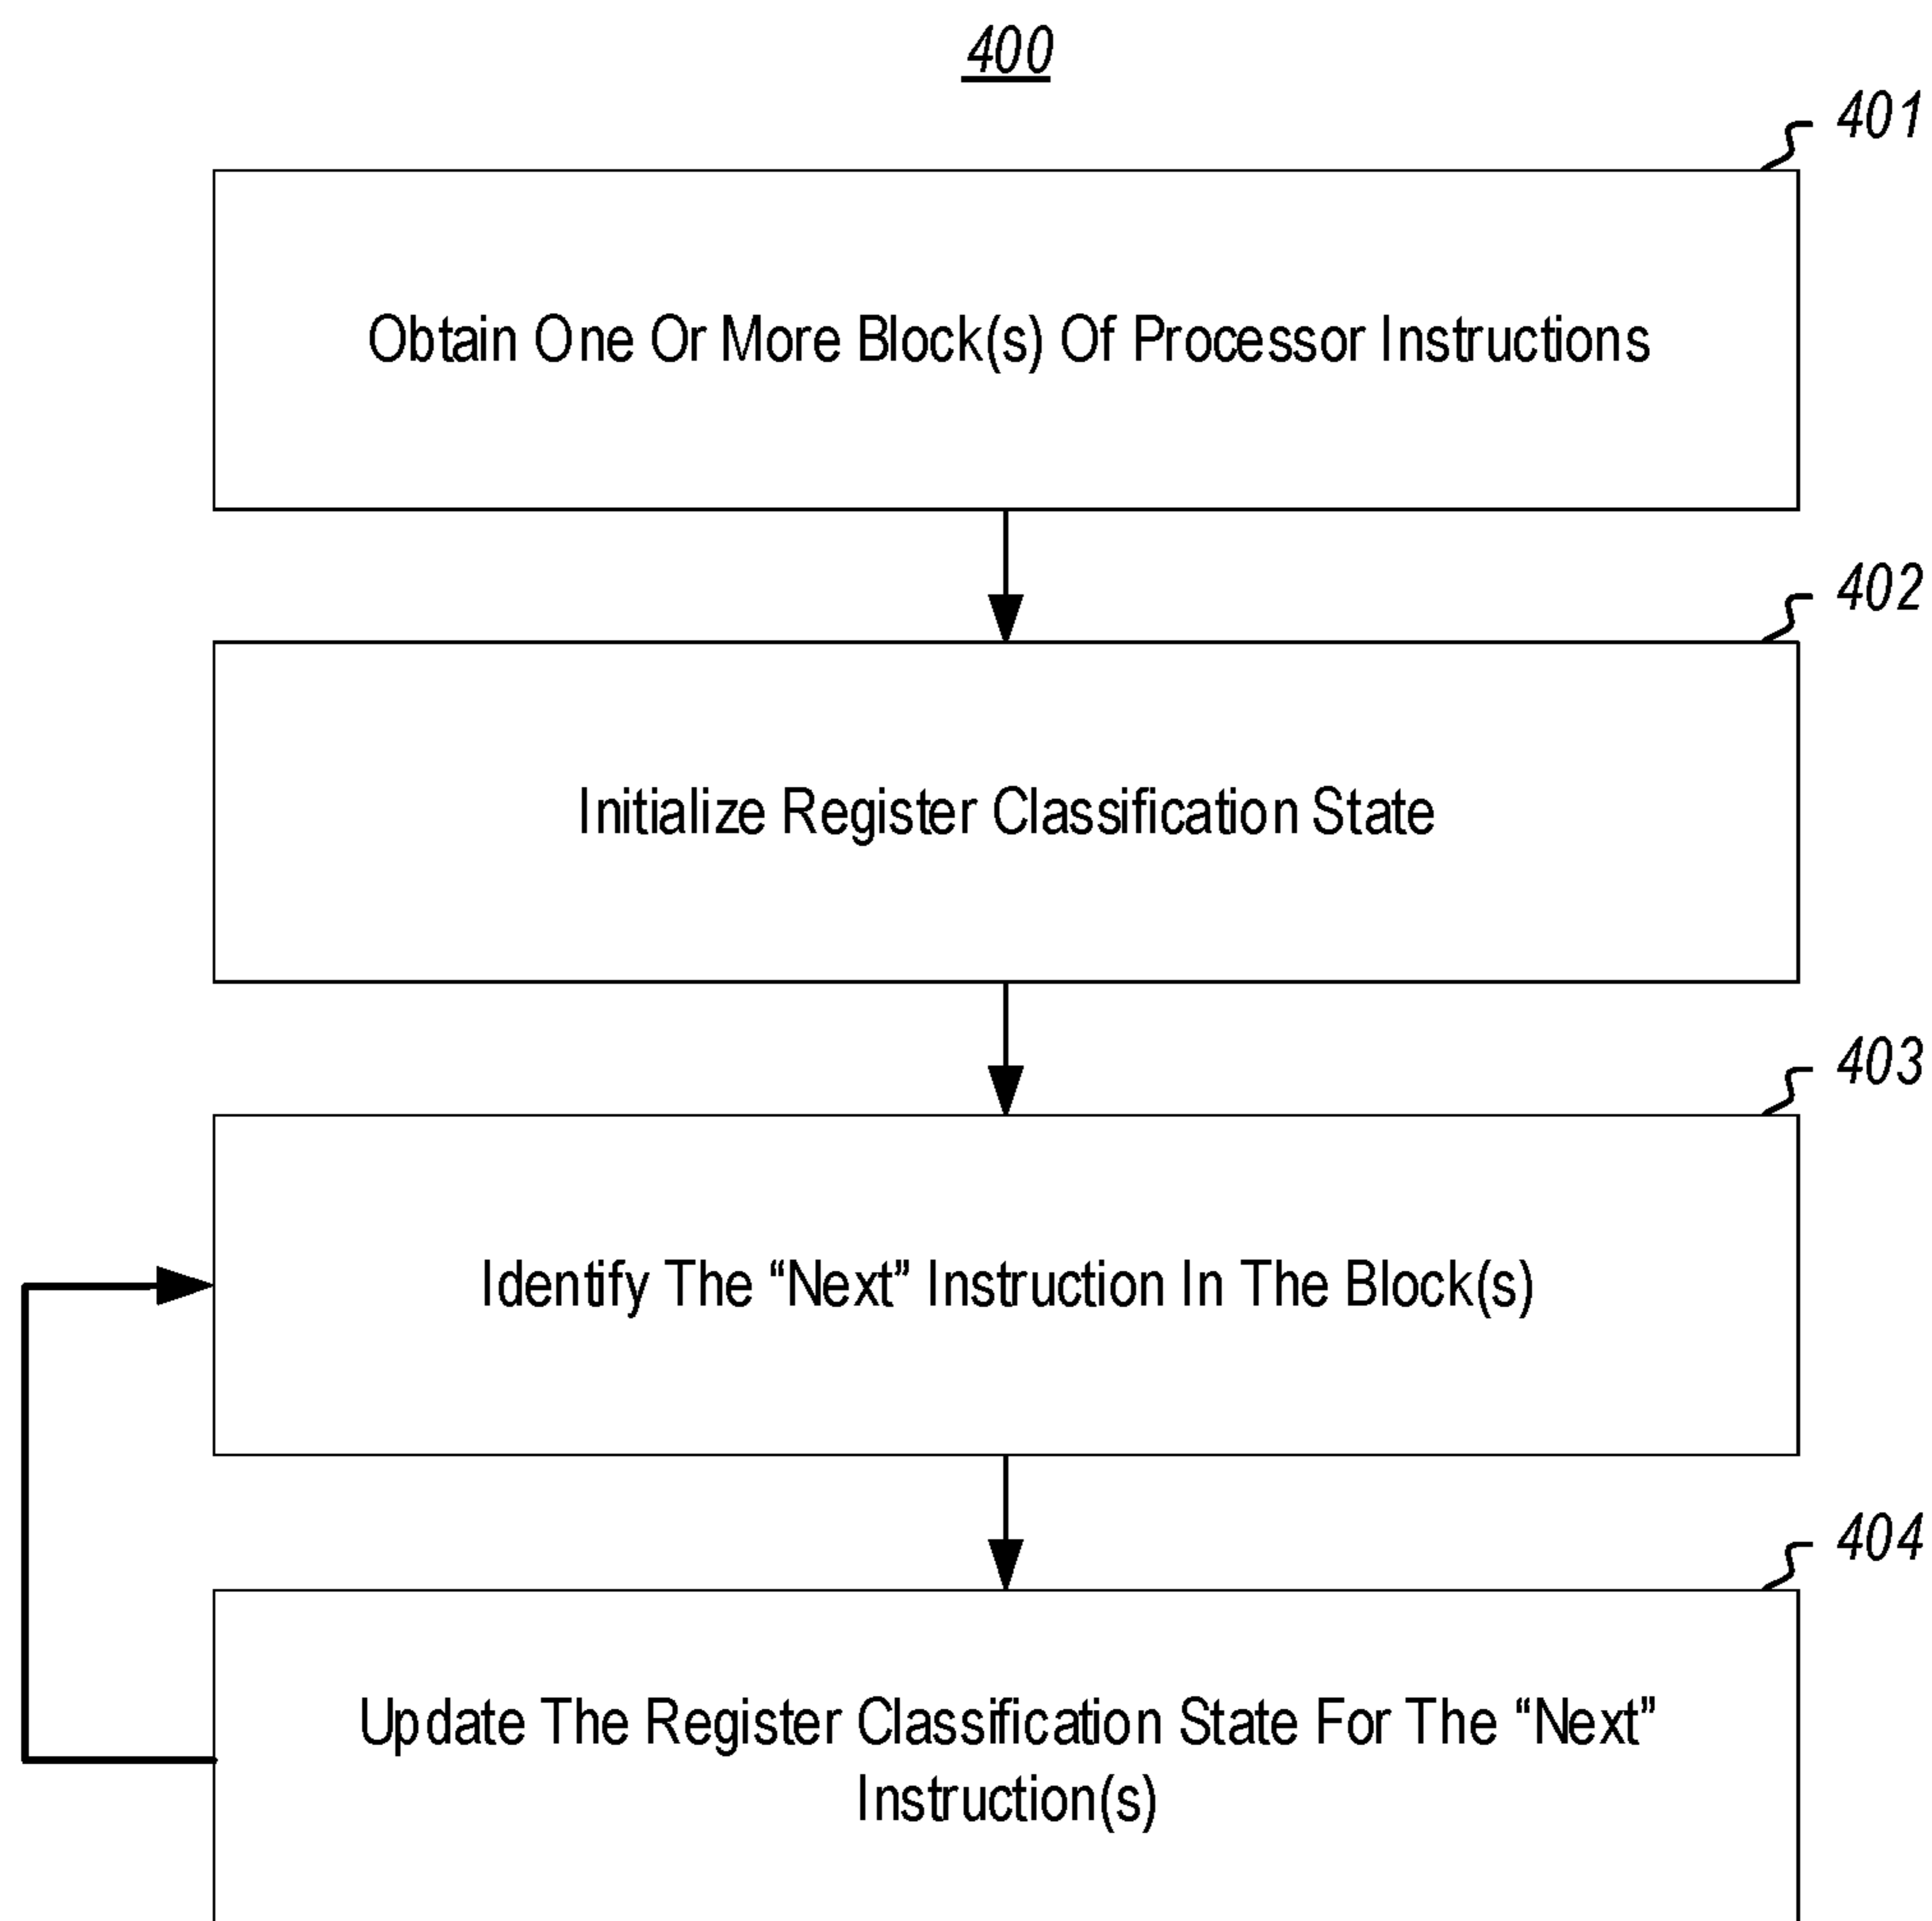 400
401
Obtain One Or More Block(s) Of Processor Instructions
402
Initialize Register Classification State
403
Identify The “Next” Instruction In The Block(s)
404
Update The Register Classification State For The “Next”
Instruction(s)